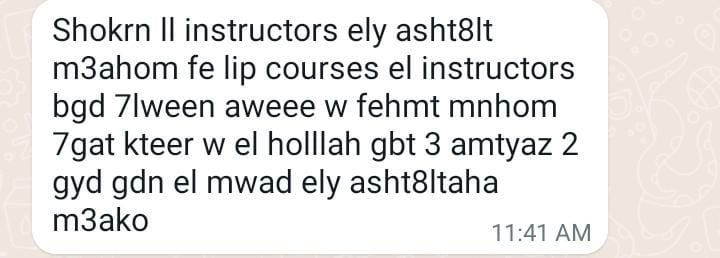 Shokrn ll instructors ely asht8lt
m3ahom fe lip courses el instructors
bgd 7lween aweee w fehmt mnhom
7gat kteer w el holllah gbt 3 amtyaz 2
gyd gdn el mwad ely asht8ltaha
m3ako
11:41 AM